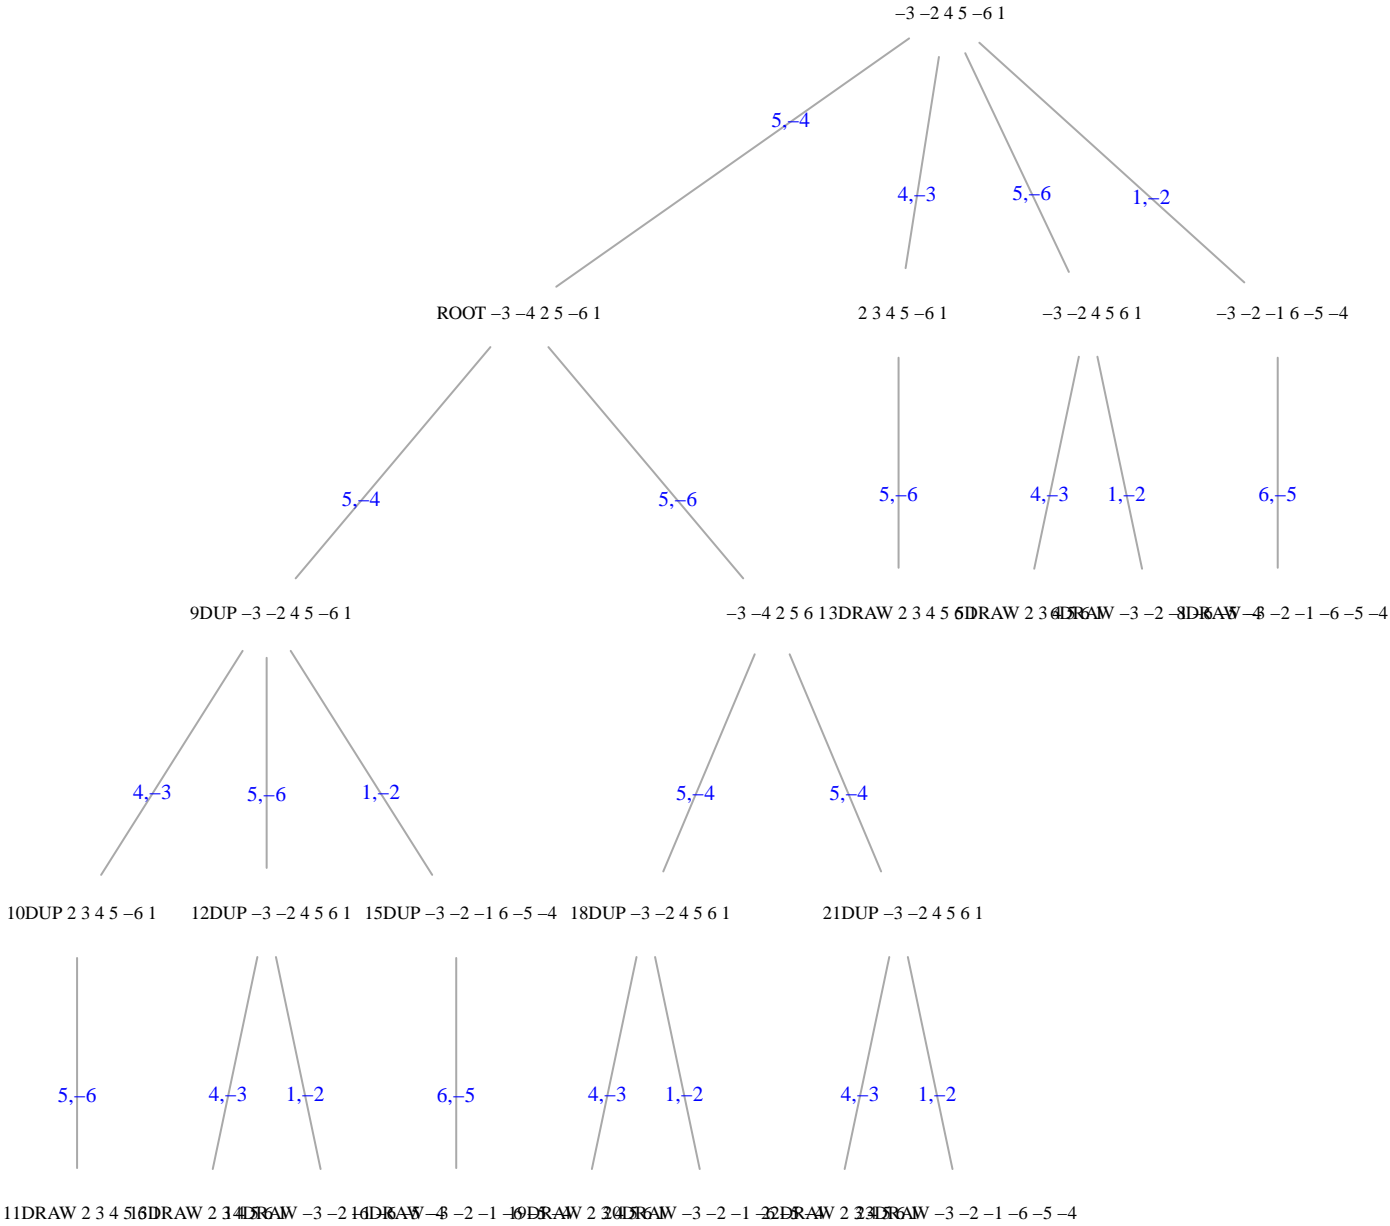 −3 −2 4 5 −6 1
5,−4
4,−3 5,−6 1,−2
ROOT −3 −4 2 5 −6 1 2 3 4 5 −6 1 −3 −2 4 5 6 1 −3 −2 −1 6 −5 −4
5,−4 5,−6 5,−6 4,−3 1,−2 6,−5
9DUP −3 −2 4 5 −6 1 −3 −4 2 5 6 1 3DRAW 2 3 4 5 −3 −2 −1 −6 −5 −4
4,−3 5,−6 1,−2 5,−4 5,−4
10DUP 2 3 4 5 −6 1 12DUP −3 −2 4 5 6 1 15DUP −3 −2 −1 6 −5 −4 18DUP −3 −2 4 5 6 1 21DUP −3 −2 4 5 6 1
5,−6 4,−3 1,−2 6,−5 4,−3 1,−2 4,−3 1,−2
11DRAW 2 3 4 5 −3 −2 −1 −6 −5 −4